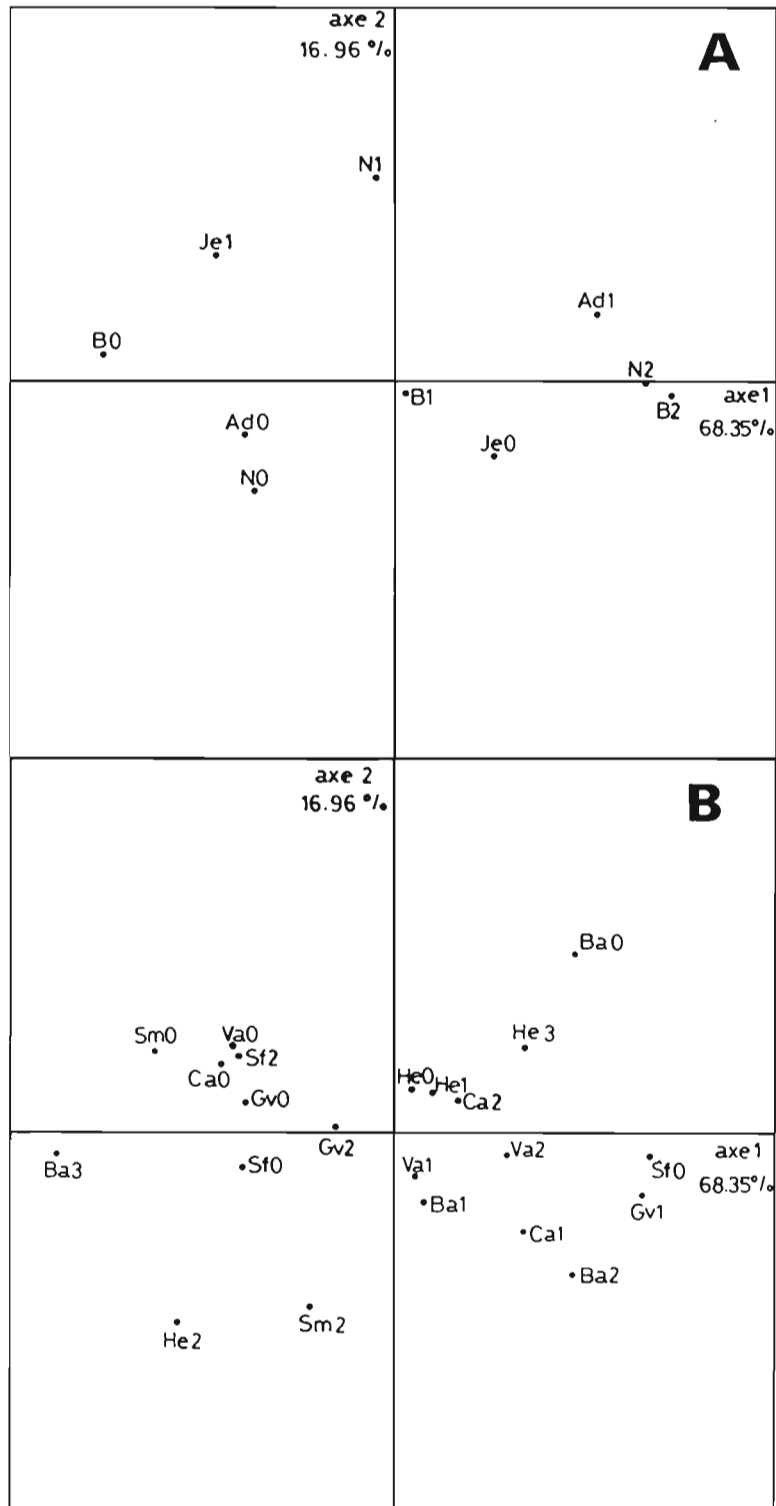 axe 2
16.96 %
A
N1
Je1
Ad1
B0
N2
B1
axe1
B2
68.35%
Ad0
Je0
N0
axe 2
16.96 %
B
Ba0
Sm0
Va0
He3
Sf2
Ca0
He0
He1
Ca2
Gv0
Gv2
Va2
axe1
Ba3
Sf0
Va1
Sf0
68.35%
Ba1
Gv1
Ca1
Ba2
Sm2
He2